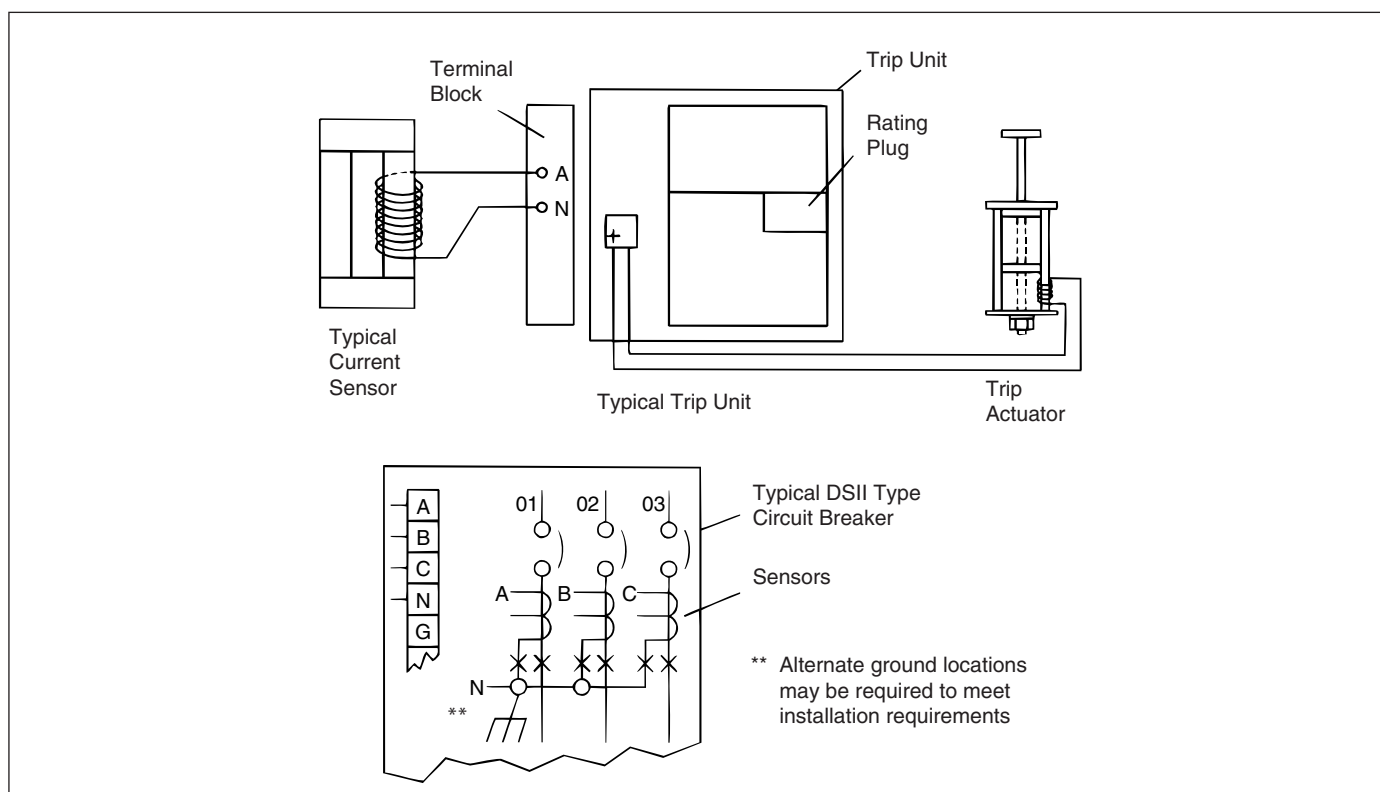 Terminal
Block
Trip Unit
Rating
Plug
A
N
Typical
Current
Sensor
Typical Trip Unit
Trip
Actuator
A
B
C
N
G
01 02 03
A B C
N
**
Typical DSII Type
Circuit Breaker
Sensors
** Alternate ground locations
may be required to meet
installation requirements